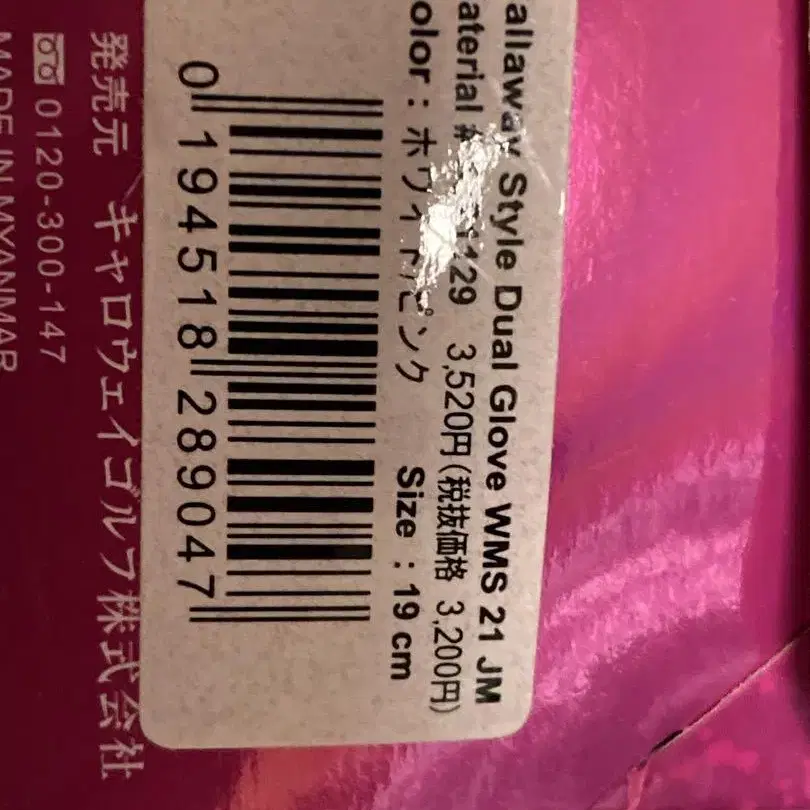 allaway Style Dual Glove WMS 21 JM
aterial #129 3,520円(税抜価格 3,200円)
olor : ホワイト/ピンク Size : 19 cm
0 194518 289047
発売元 キャロウェイゴルフ株式会社
0120-300-147
MADE IN MYANMAR